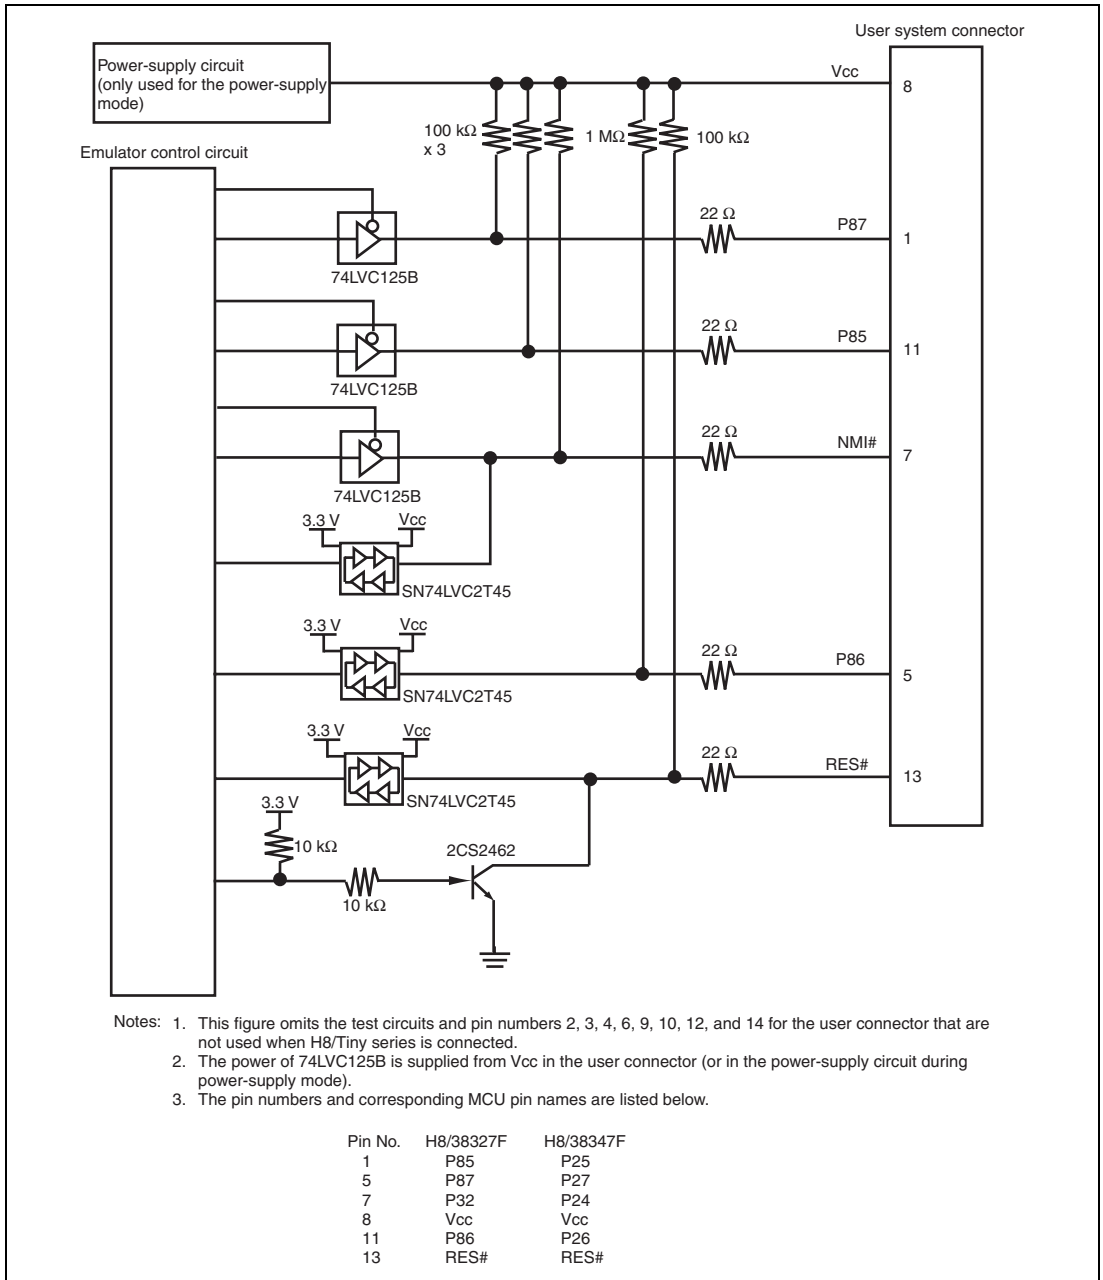 User system connector
Power-supply circuit
(only used for the power-supply
mode)
Vcc
8
100 kΩ
x 3
1 MΩ
100 kΩ
Emulator control circuit
22 Ω
P87
1
74LVC125B
22 Ω
P85
11
74LVC125B
22 Ω
NMI#
7
74LVC125B
3.3 V
Vcc
SN74LVC2T45
3.3 V
Vcc
22 Ω
P86
5
SN74LVC2T45
3.3 V
Vcc
22 Ω
RES#
13
SN74LVC2T45
3.3 V
10 kΩ
2CS2462
10 kΩ
Notes: 1. This figure omits the test circuits and pin numbers 2, 3, 4, 6, 9, 10, 12, and 14 for the user connector that are
not used when H8/Tiny series is connected.
2. The power of 74LVC125B is supplied from Vcc in the user connector (or in the power-supply circuit during
power-supply mode).
3. The pin numbers and corresponding MCU pin names are listed below.
Pin No. H8/38327F H8/38347F
1 P85 P25
5 P87 P27
7 P32 P24
8 Vcc Vcc
11 P86 P26
13 RES# RES#